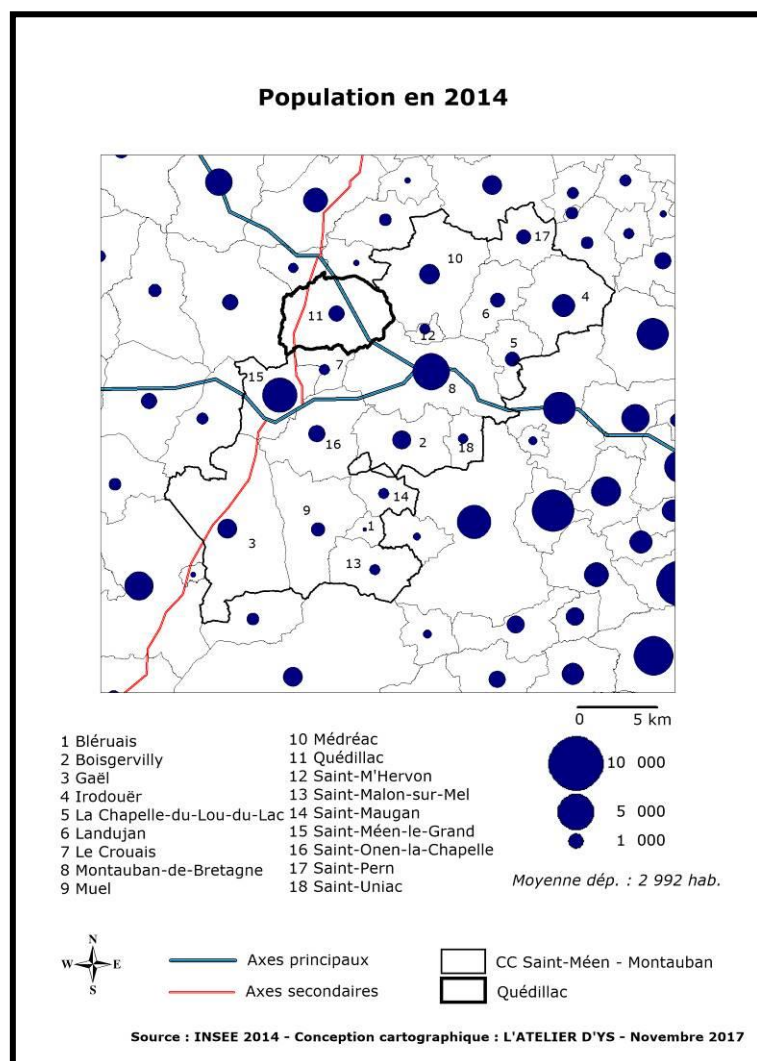 Population en 2014
17
10
4
6
11
12
5
7
15
8
16
2
18
14
9
1
3
13
0 5 km
1 Bléruais
2 Boisgervilly
3 Gaël
4 Irodouër
5 La Chapelle-du-Lou-du-Lac
6 Landujan
7 Le Crouais
8 Montauban-de-Bretagne
9 Muel
10 Médréac
11 Quédillac
12 Saint-M'Hervon
13 Saint-Malon-sur-Mel
14 Saint-Maugan
15 Saint-Méen-le-Grand
16 Saint-Onen-la-Chapelle
17 Saint-Pern
18 Saint-Uniac
10 000
5 000
1 000
Moyenne dép. : 2 992 hab.
N
W E
S
Axes principaux
Axes secondaires
CC Saint-Méen - Montauban
Quédillac
Source : INSEE 2014 - Conception cartographique : L'ATELIER D'YS - Novembre 2017